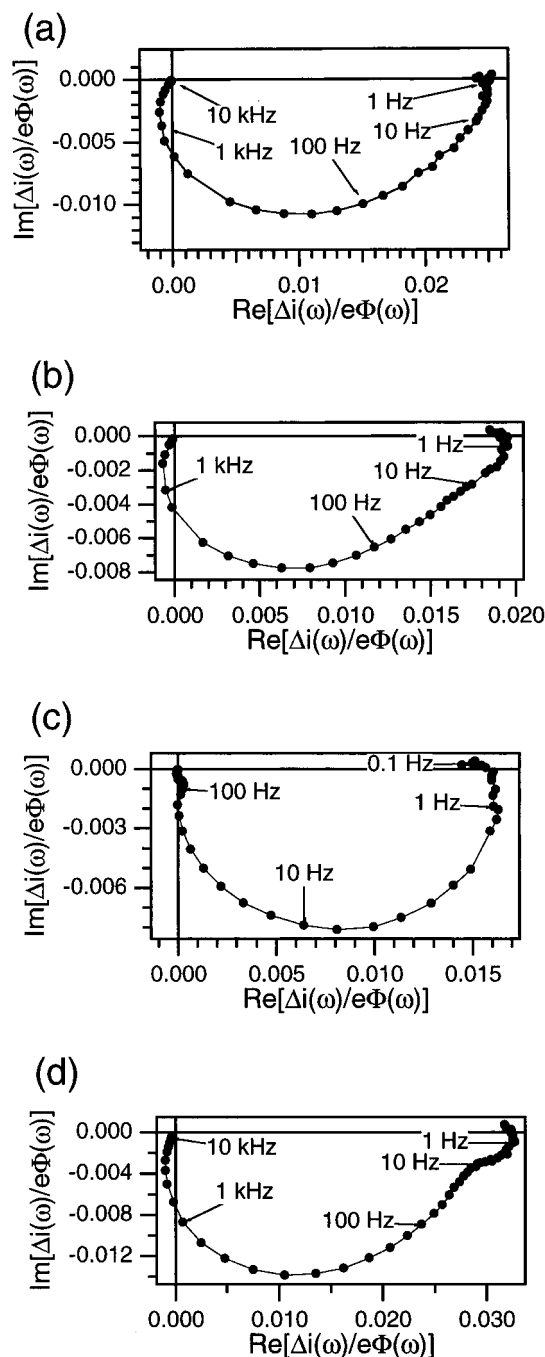 (a)
Im[Δi(ω)/eΦ(ω)]
0.000
-0.005
-0.010
10 kHz
1 kHz
1 Hz
10 Hz
100 Hz
0.00 0.01 0.02
Re[Δi(ω)/eΦ(ω)]
(b)
Im[Δi(ω)/eΦ(ω)]
0.000
-0.002
-0.004
-0.006
-0.008
1 kHz
1 Hz
10 Hz
100 Hz
0.000 0.005 0.010 0.015 0.020
Re[Δi(ω)/eΦ(ω)]
(c)
Im[Δi(ω)/eΦ(ω)]
0.000
-0.003
-0.006
0.1 Hz
100 Hz
1 Hz
10 Hz
0.000 0.005 0.010 0.015
Re[Δi(ω)/eΦ(ω)]
(d)
Im[Δi(ω)/eΦ(ω)]
0.000
-0.004
-0.008
-0.012
10 kHz
1 Hz
10 Hz
1 kHz
100 Hz
0.000 0.010 0.020 0.030
Re[Δi(ω)/eΦ(ω)]